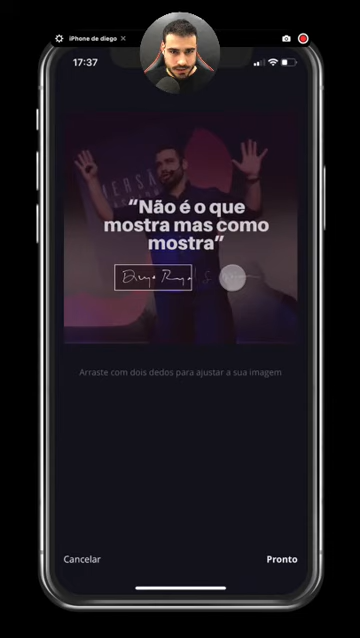 iPhone de diego
17:37
“Não é o que
mostra mas como
mostra”
Arraste com dois dedos para ajustar a sua imagem
Cancelar
Pronto